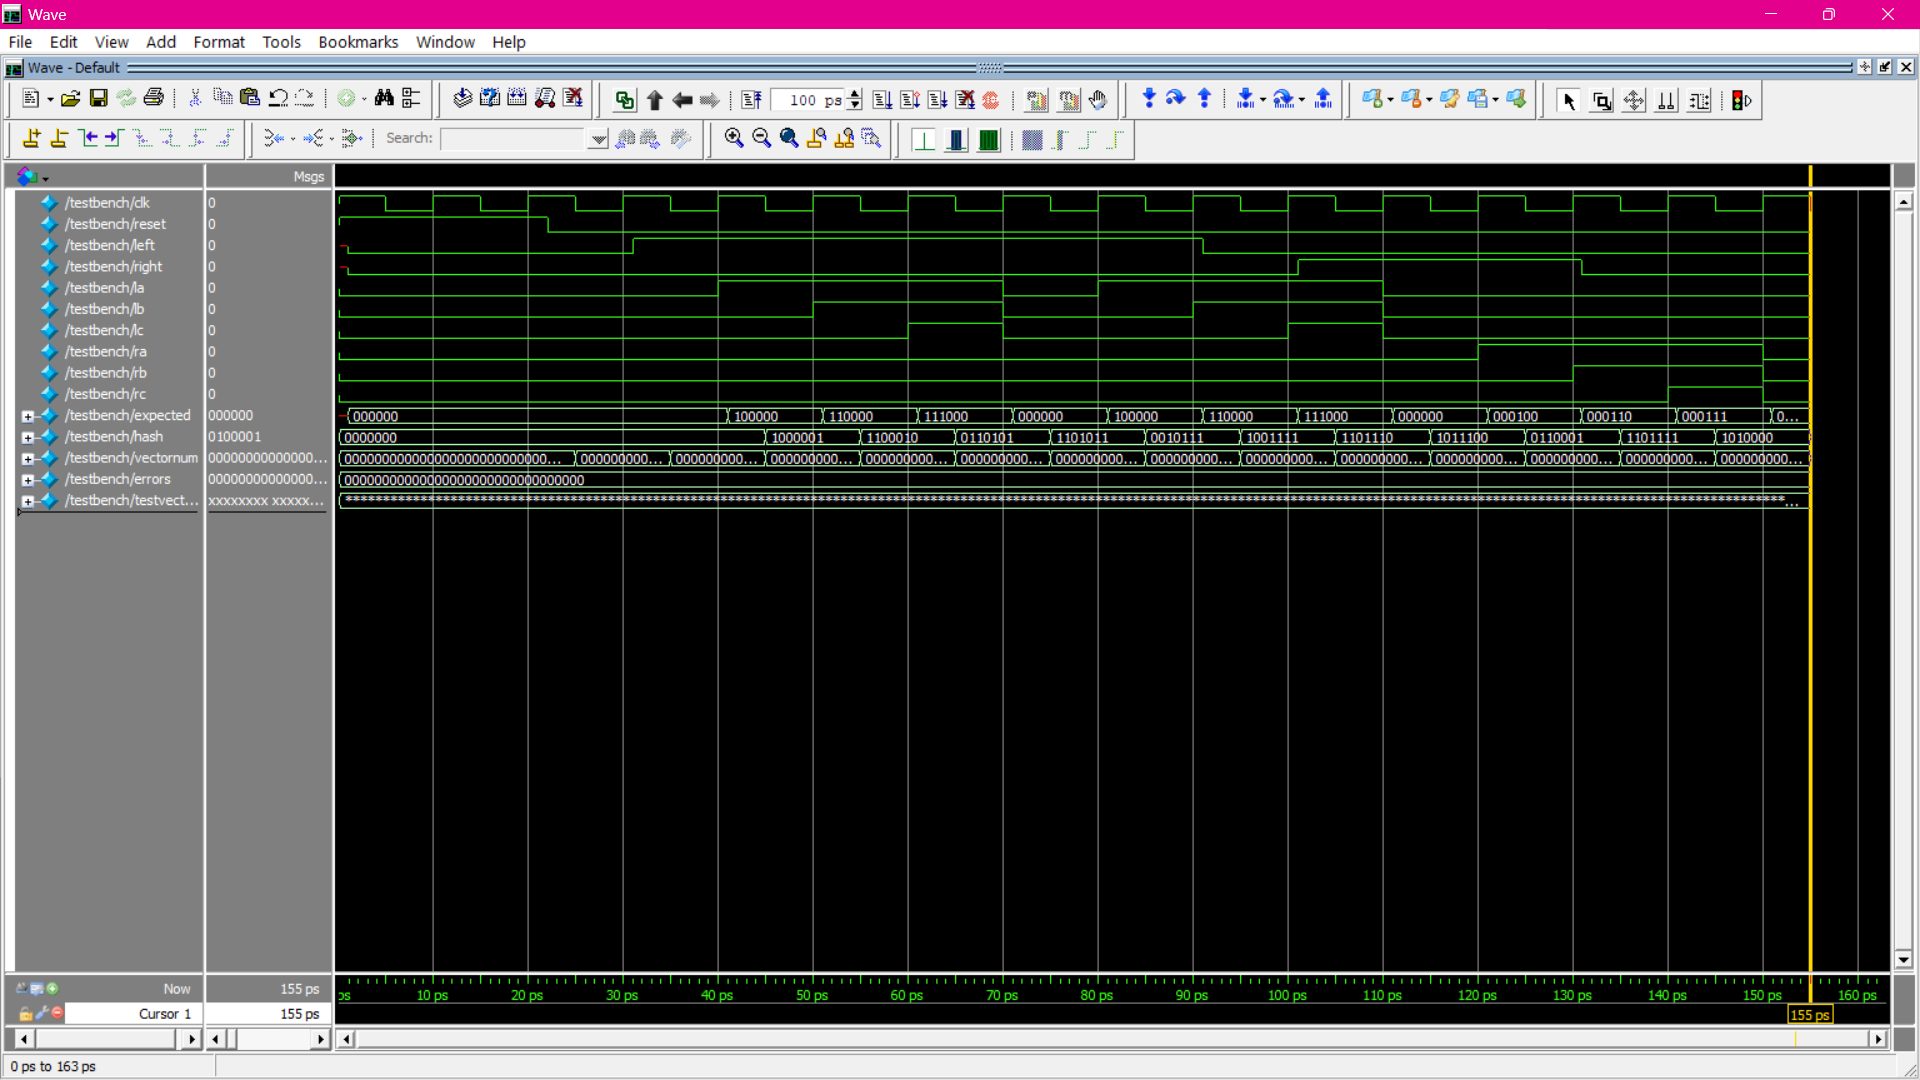 Wave
File Edit View Add Format Tools Bookmarks Window Help
Wave - Default
100 ps
Search:
Msgs
/testbench/clk 0
/testbench/reset 0
/testbench/left 0
/testbench/right 0
/testbench/la 0
/testbench/lb 0
/testbench/lc 0
/testbench/ra 0
/testbench/rb 0
/testbench/rc 0
/testbench/expected 000000 000000 100000 110000 111000 000000 100000 110000 111000 000000 000100 000110 000111 0...
/testbench/hash 0100001 0000000 1000001 1100010 0110101 1101011 0010111 1001111 1101110 1011100 0110001 1101111 1010000
/testbench/vectornum 00000000000000... 00000000000000000000000000... 000000000... 000000000... 000000000... 000000000... 000000000... 000000000... 000000000... 000000000... 000000000... 000000000... 000000000... 000000000... 000000000...
/testbench/errors 00000000000000... 00000000000000000000000000000000
/testbench/testvect... xxxxxxxx xxxxx...
Now 155 ps
ps 10 ps 20 ps 30 ps 40 ps 50 ps 60 ps 70 ps 80 ps 90 ps 100 ps 110 ps 120 ps 130 ps 140 ps 150 ps 160 ps
Cursor 1 155 ps 155 ps
0 ps to 163 ps